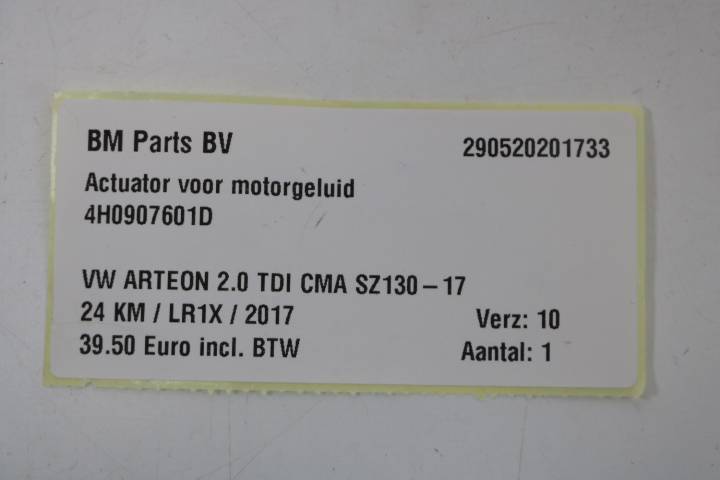 BM Parts BV 290520201733
Actuator voor motorgeluid
4H0907601D
VW ARTEON 2.0 TDI CMA SZ130-17
24 KM / LR1X / 2017 Verz: 10
39.50 Euro incl. BTW Aantal: 1